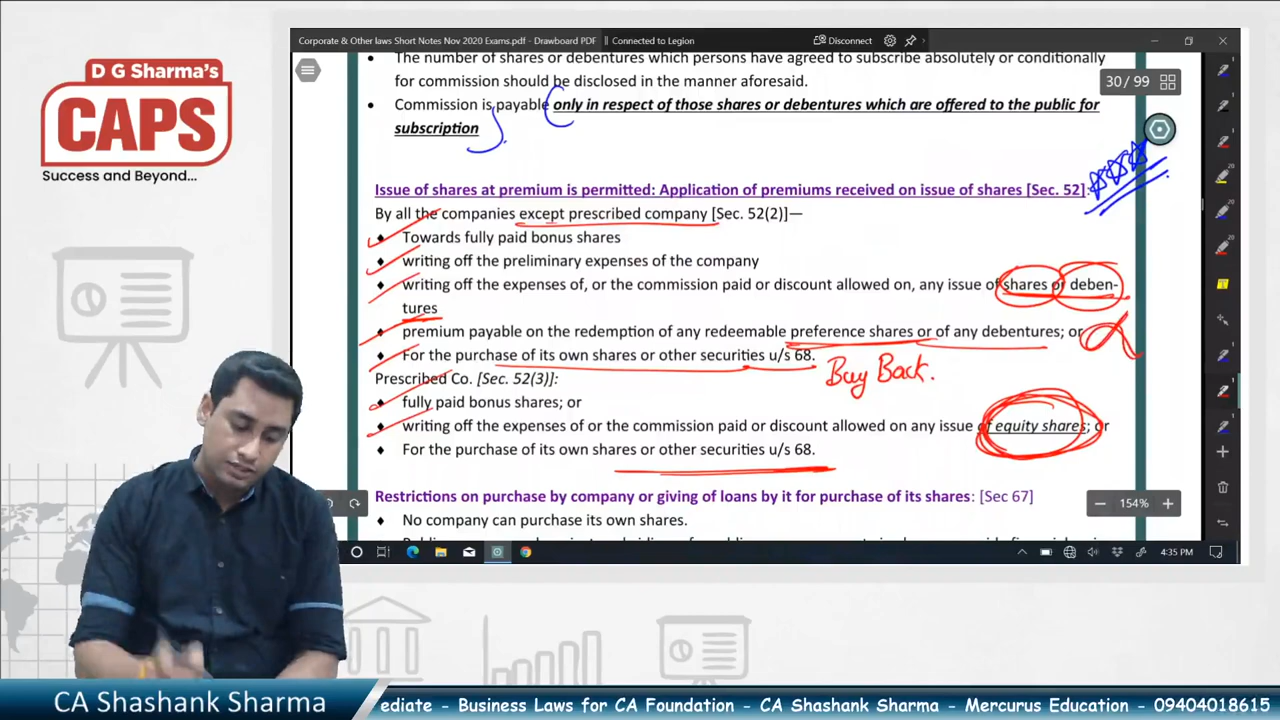 D G Sharma's
CAPS
Success and Beyond...
Corporate & Other laws Short Notes Nov 2020 Exams.pdf - Drawboard PDF
Connected to Legion
Disconnect
The number of shares or debentures which persons have agreed to subscribe absolutely or conditionally
for commission should be disclosed in the manner aforesaid.
30 / 99
Commission is payable only in respect of those shares or debentures which are offered to the public for
subscription
Issue of shares at premium is permitted: Application of premiums received on issue of shares [Sec. 52]:
By all the companies except prescribed company [Sec. 52(2)]—
Towards fully paid bonus shares
writing off the preliminary expenses of the company
writing off the expenses of, or the commission paid or discount allowed on, any issue of shares or deben-
tures
premium payable on the redemption of any redeemable preference shares or of any debentures; or
For the purchase of its own shares or other securities u/s 68.
Buy Back.
Prescribed Co. [Sec. 52(3)]:
fully paid bonus shares; or
writing off the expenses of or the commission paid or discount allowed on any issue of equity shares; or
For the purchase of its own shares or other securities u/s 68.
Restrictions on purchase by company or giving of loans by it for purchase of its shares: [Sec 67]
154%
No company can purchase its own shares.
4:35 PM
CA Shashank Sharma
ediate - Business Laws for CA Foundation - CA Shashank Sharma - Mercurus Education - 09404018615